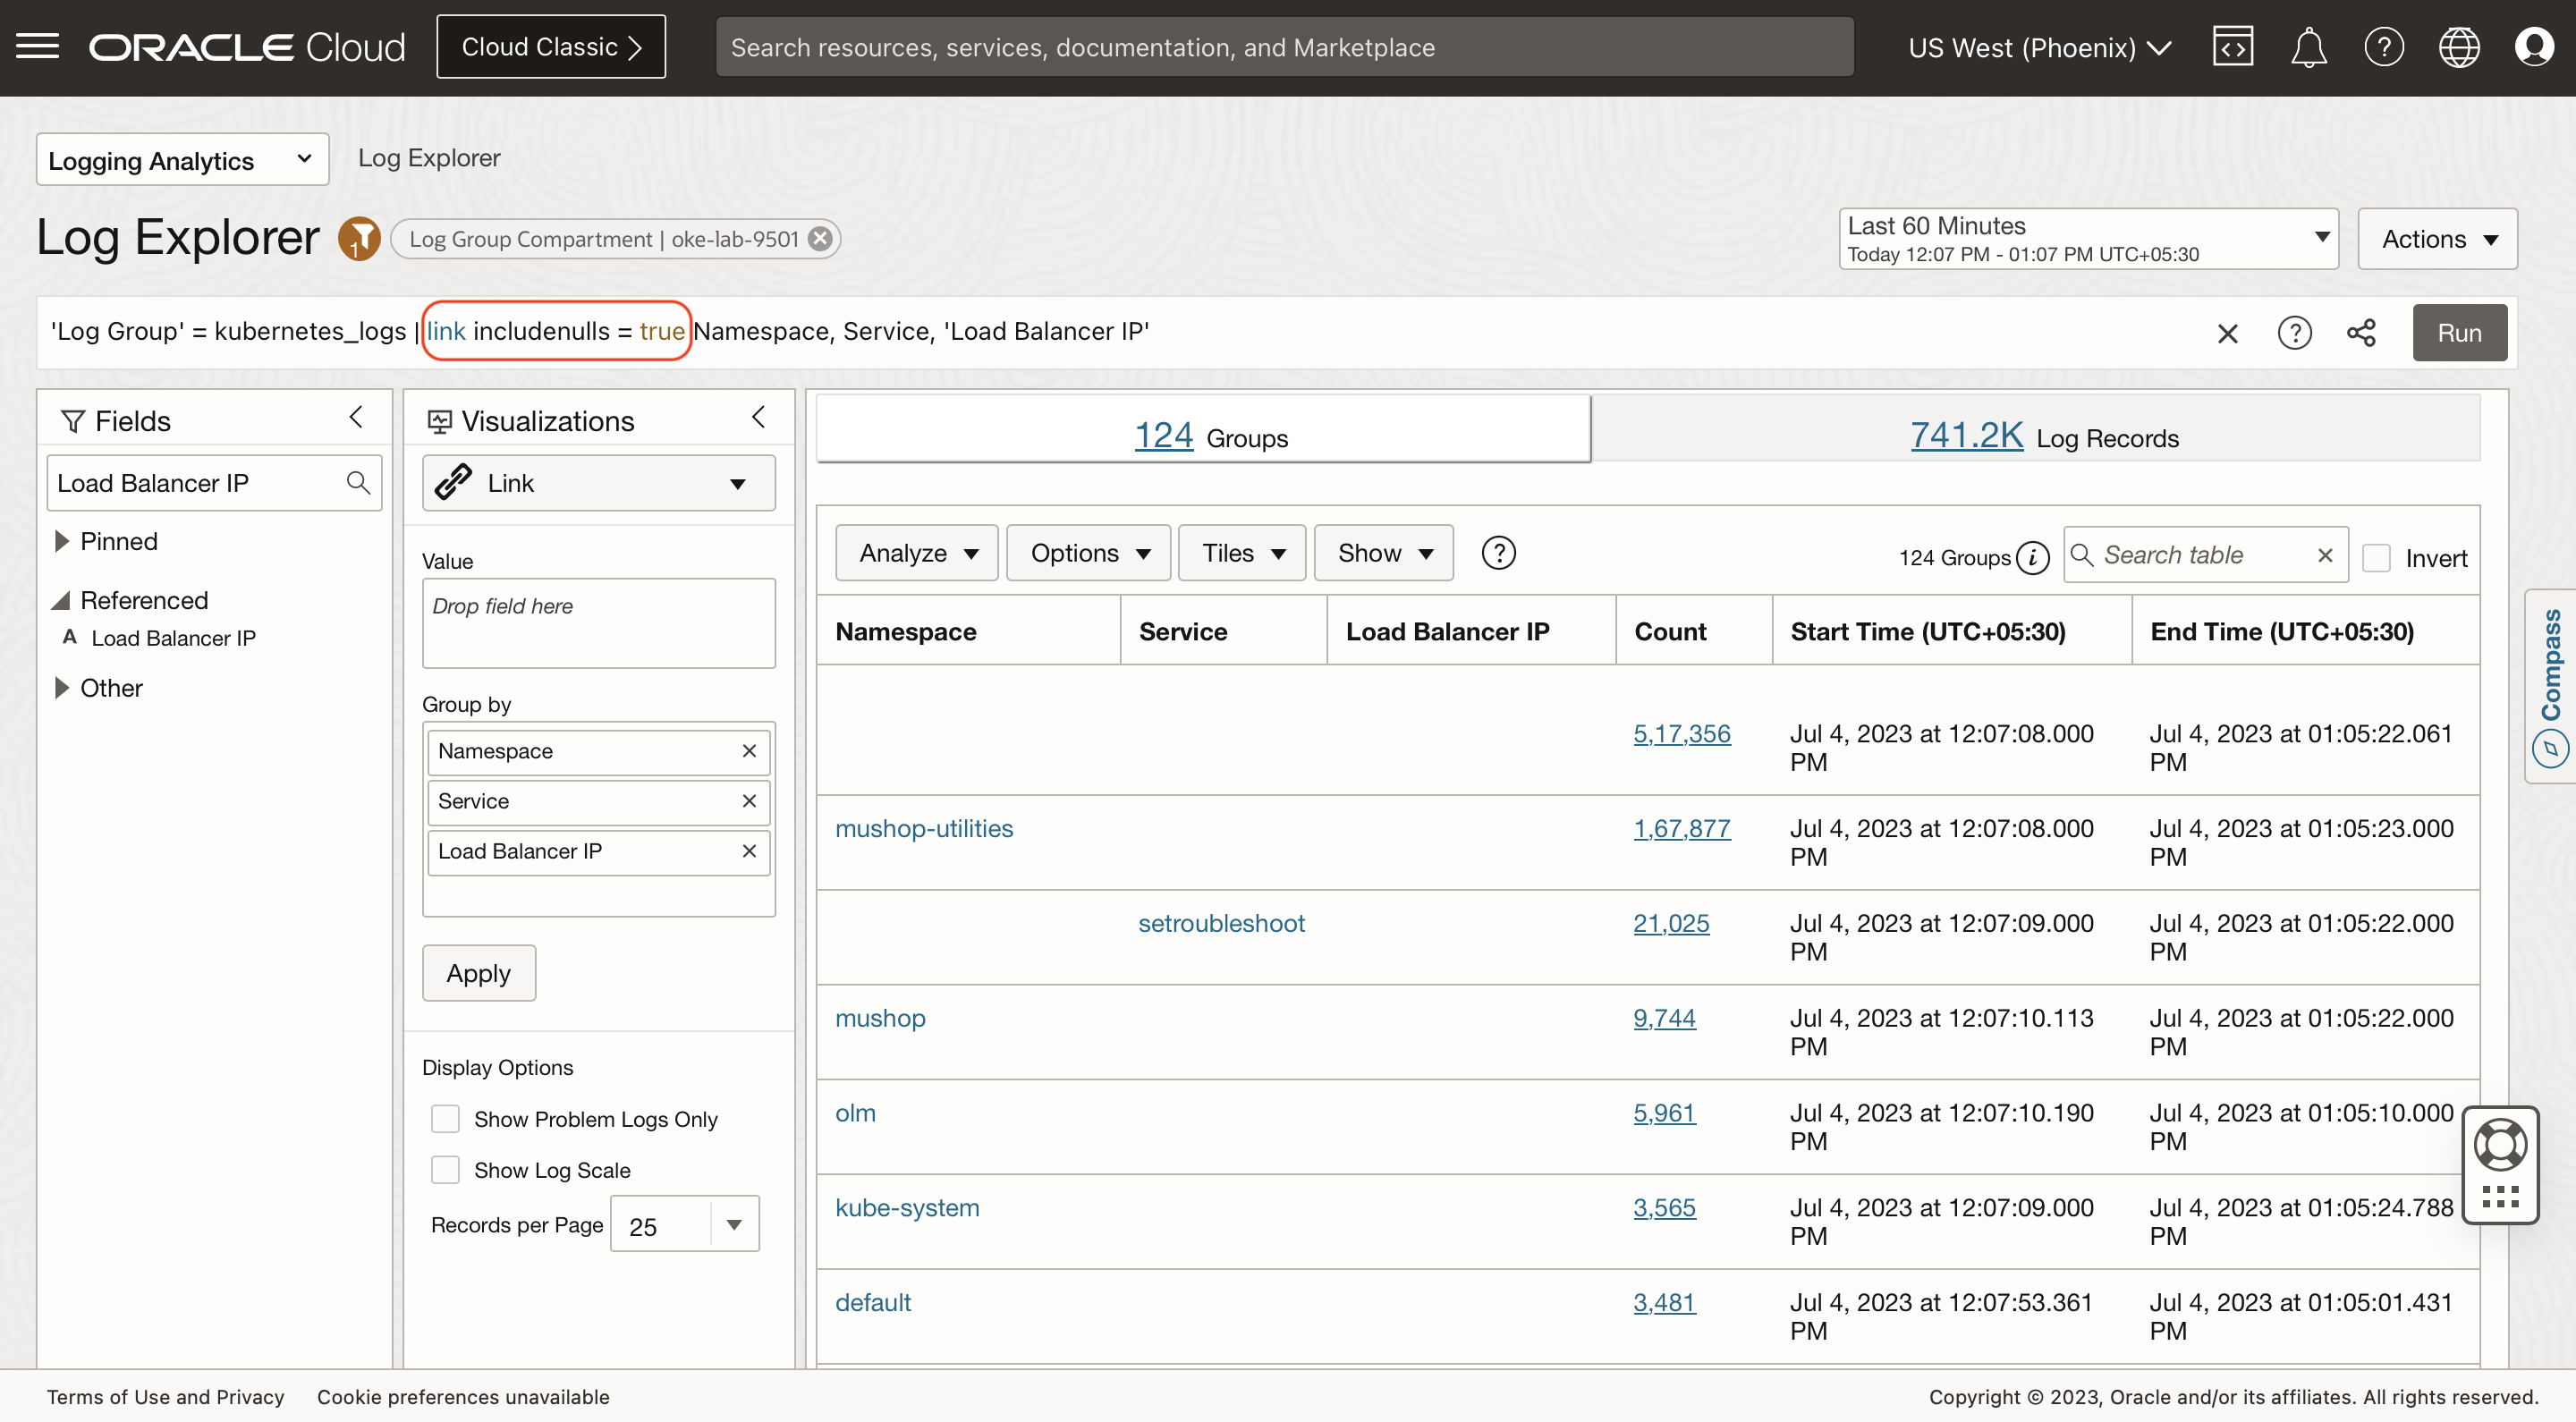 ORACLE Cloud
Cloud Classic
Search resources, services, documentation, and Marketplace
US West (Phoenix)
Logging Analytics
Log Explorer
Log Explorer
1
Log Group Compartment | oke-lab-9501
Last 60 Minutes
Today 12:07 PM - 01:07 PM UTC+05:30
Actions
'Log Group' = kubernetes_logs | link includenulls = true Namespace, Service, 'Load Balancer IP'
Run
Fields
Load Balancer IP
Pinned
Referenced
A Load Balancer IP
Other
Visualizations
Link
Value
Drop field here
Group by
Namespace
Service
Load Balancer IP
Apply
Display Options
Show Problem Logs Only
Show Log Scale
Records per Page 25
124 Groups
741.2K Log Records
Analyze
Options
Tiles
Show
124 Groups
Search table
Invert
Namespace Service Load Balancer IP Count Start Time (UTC+05:30) End Time (UTC+05:30)
5,17,356 Jul 4, 2023 at 12:07:08.000 Jul 4, 2023 at 01:05:22.061
PM PM
mushop-utilities 1,67,877 Jul 4, 2023 at 12:07:08.000 Jul 4, 2023 at 01:05:23.000
PM PM
setroubleshoot 21,025 Jul 4, 2023 at 12:07:09.000 Jul 4, 2023 at 01:05:22.000
PM PM
mushop 9,744 Jul 4, 2023 at 12:07:10.113 Jul 4, 2023 at 01:05:22.000
PM PM
olm 5,961 Jul 4, 2023 at 12:07:10.190 Jul 4, 2023 at 01:05:10.000
PM PM
kube-system 3,565 Jul 4, 2023 at 12:07:09.000 Jul 4, 2023 at 01:05:24.788
PM PM
default 3,481 Jul 4, 2023 at 12:07:53.361 Jul 4, 2023 at 01:05:01.431
PM PM
Compass
Terms of Use and Privacy
Cookie preferences unavailable
Copyright © 2023, Oracle and/or its affiliates. All rights reserved.